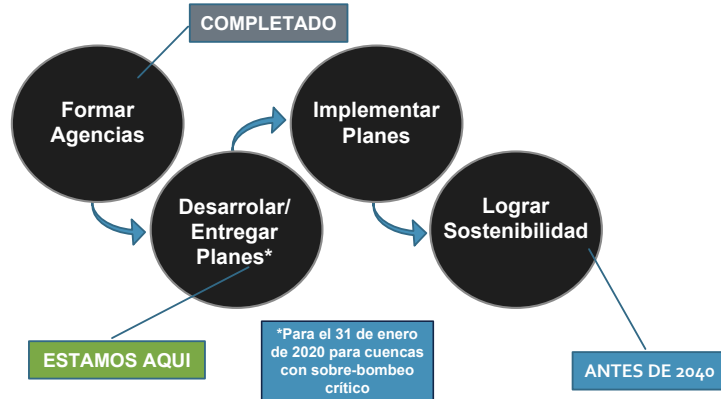 COMPLETADO
Formar
Agencias
Implementar
Planes
Desarrolar/
Entregar
Planes*
Lograr
Sostenibilidad
ESTAMOS AQUI
*Para el 31 de enero
de 2020 para cuencas
con sobre-bombeo
crítico
ANTES DE 2040